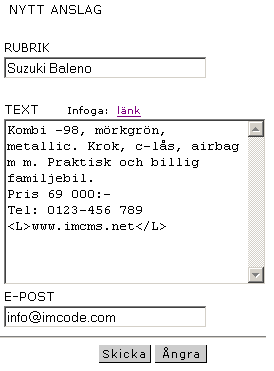 NYTT ANSLAG
RUBRIK
Suzuki Baleno
TEXT Infoga: länk
Kombi -98, mörkgrön,
metallic. Krok, c-lås, airbag
m m. Praktisk och billig
familjebil.
Pris 69 000:-
Tel: 0123-456 789
<L>www.imcms.net</L>
E-POST
info@imcode.com
Skicka Ångra